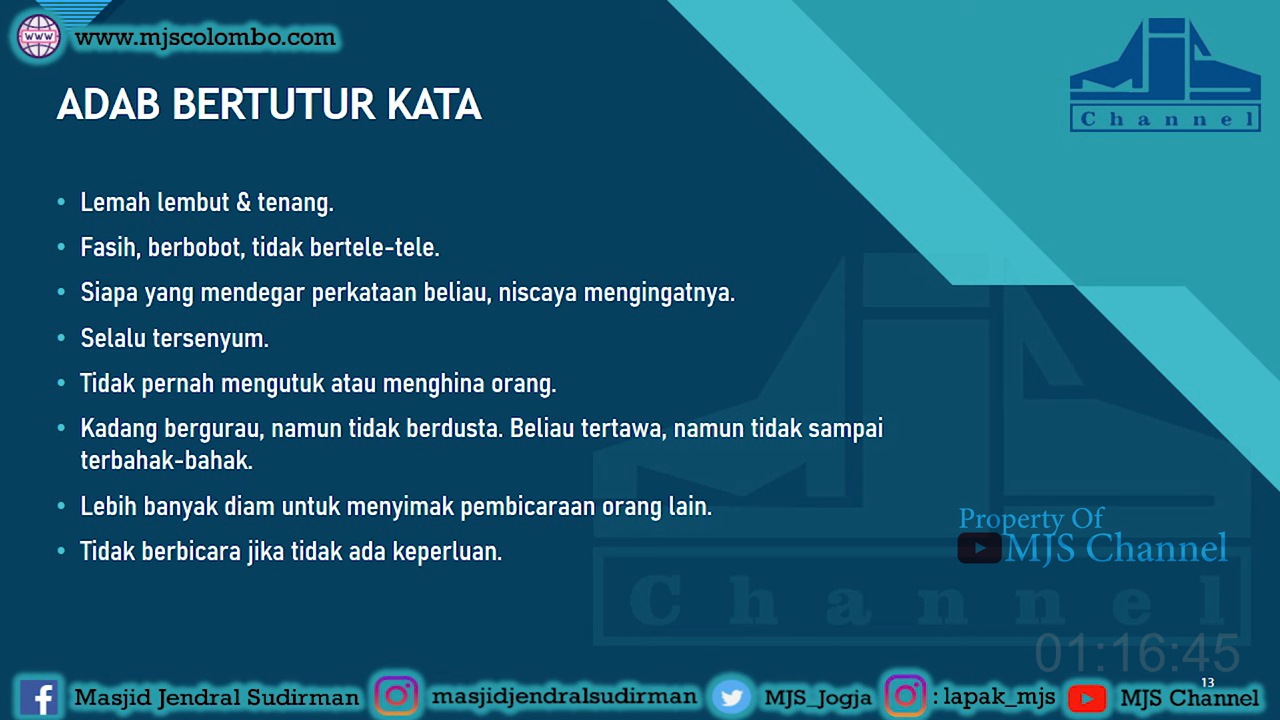 www.mjscolombo.com
ADAB BERTUTUR KATA
MJS
Channel
• Lemah lembut & tenang.
• Fasih, berbobot, tidak bertele-tele.
• Siapa yang mendegar perkataan beliau, niscaya mengingatnya.
• Selalu tersenyum.
• Tidak pernah mengutuk atau menghina orang.
• Kadang bergurau, namun tidak berdusta. Beliau tertawa, namun tidak sampai
terbahak-bahak.
• Lebih banyak diam untuk menyimak pembicaraan orang lain.
• Tidak berbicara jika tidak ada keperluan.
Property Of
MJS Channel
Channel
01:16:45
13
Masjid Jendral Sudirman masjidjendralsudirman MJS_Jogja : lapak_mjs MJS Channel